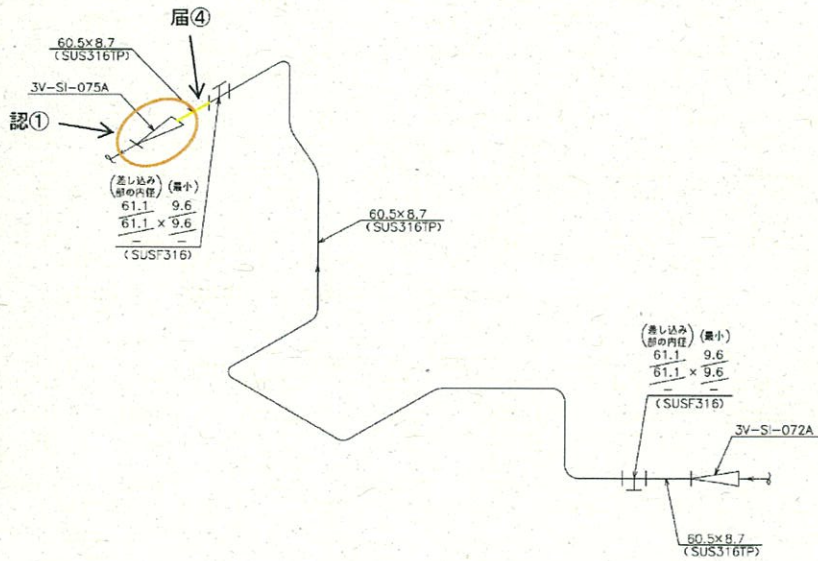 届④
60.5×8.7
(SUS316TP)
3V-SI-075A
認①
(差し込み部の内径) (最小)
61.1 9.6
61.1 × 9.6
- -
(SUSF316)
60.5×8.7
(SUS316TP)
(差し込み部の内径) (最小)
61.1 9.6
61.1 × 9.6
- -
(SUSF316)
3V-SI-072A
60.5×8.7
(SUS316TP)